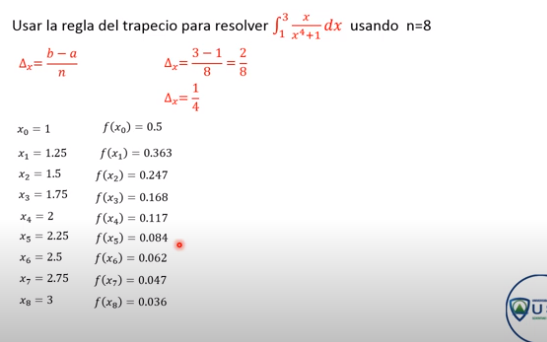 Usar la regla del trapecio para resolver ∫₁³ x/(x⁴+1) dx usando n=8
Δₓ= (b − a)/n
Δₓ= (3 − 1)/8 = 2/8
Δₓ= 1/4
x₀ = 1 f(x₀) = 0.5
x₁ = 1.25 f(x₁) = 0.363
x₂ = 1.5 f(x₂) = 0.247
x₃ = 1.75 f(x₃) = 0.168
x₄ = 2 f(x₄) = 0.117
x₅ = 2.25 f(x₅) = 0.084
x₆ = 2.5 f(x₆) = 0.062
x₇ = 2.75 f(x₇) = 0.047
x₈ = 3 f(x₈) = 0.036